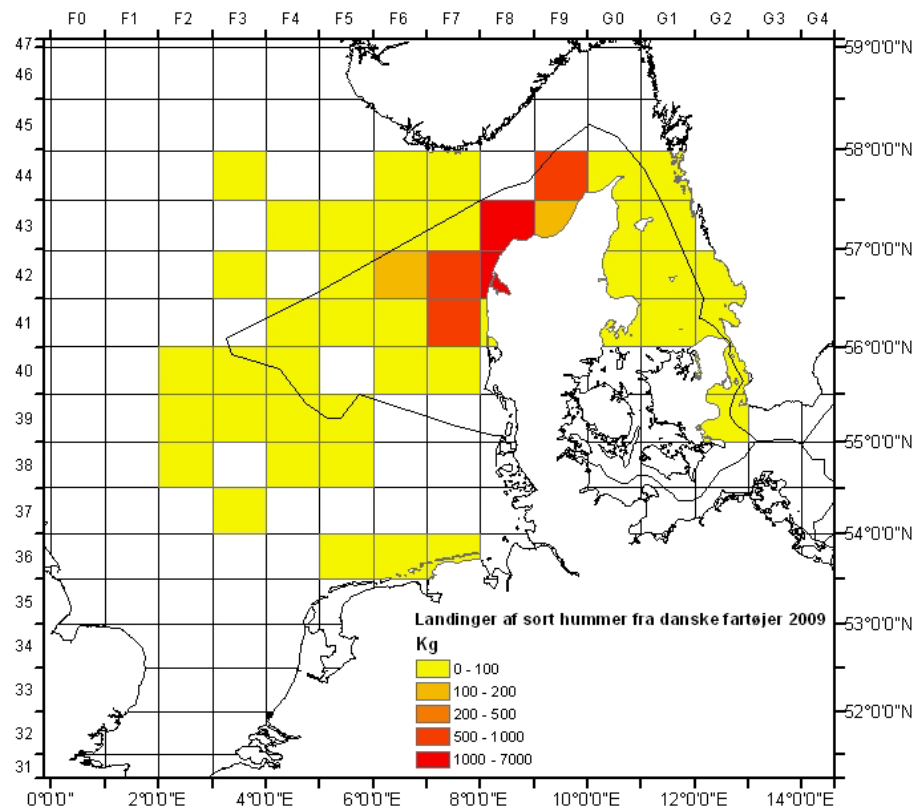 F0 F1 F2 F3 F4 F5 F6 F7 F8 F9 G0 G1 G2 G3 G4
47
59°0'0"N
46
45
58°0'0"N
44
43
57°0'0"N
42
41
56°0'0"N
40
39
55°0'0"N
38
37
54°0'0"N
36
35
Landinger af sort hummer fra danske fartøjer 2009
53°0'0"N
34
Kg
0 - 100
33
100 - 200
52°0'0"N
200 - 500
32
500 - 1000
31
1000 - 7000
0°0'0" 2°0'0"E 4°0'0"E 6°0'0"E 8°0'0"E 10°0'0"E 12°0'0"E 14°0'0"E